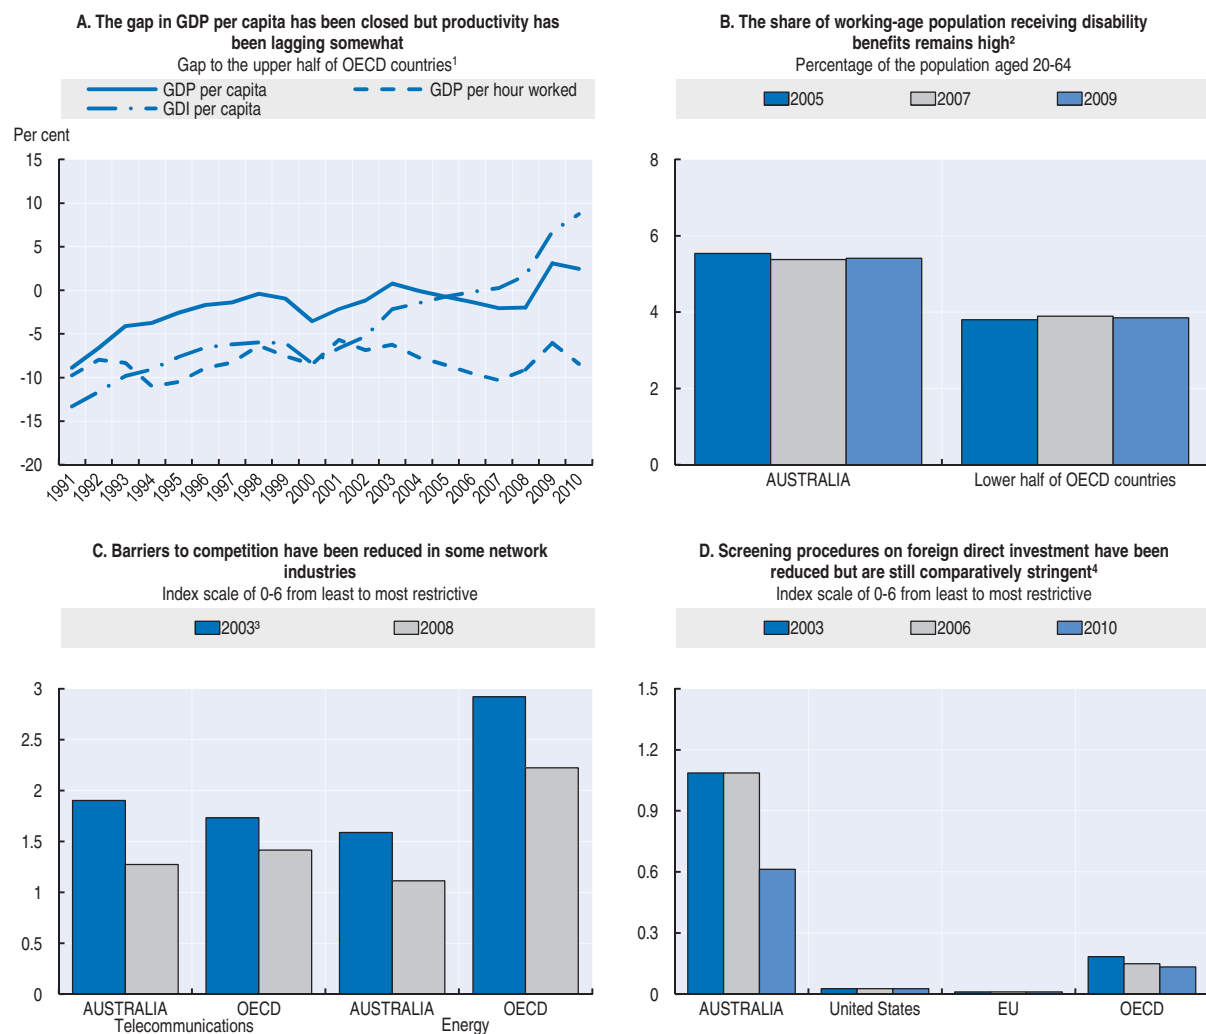 A. The gap in GDP per capita has been closed but productivity has
been lagging somewhat
Gap to the upper half of OECD countries¹
GDP per capita
GDP per hour worked
GDI per capita
Per cent
15
10
5
0
-5
-10
-15
-20
1991 1992 1993 1994 1995 1996 1997 1998 1999 2000 2001 2002 2003 2004 2005 2006 2007 2008 2009 2010
B. The share of working-age population receiving disability
benefits remains high²
Percentage of the population aged 20-64
2005 2007 2009
8
6
4
2
0
AUSTRALIA Lower half of OECD countries
C. Barriers to competition have been reduced in some network
industries
Index scale of 0-6 from least to most restrictive
2003³ 2008
3
2.5
2
1.5
1
0.5
0
AUSTRALIA OECD AUSTRALIA OECD
Telecommunications Energy
D. Screening procedures on foreign direct investment have been
reduced but are still comparatively stringent⁴
Index scale of 0-6 from least to most restrictive
2003 2006 2010
1.5
1.2
0.9
0.6
0.3
0
AUSTRALIA United States EU OECD